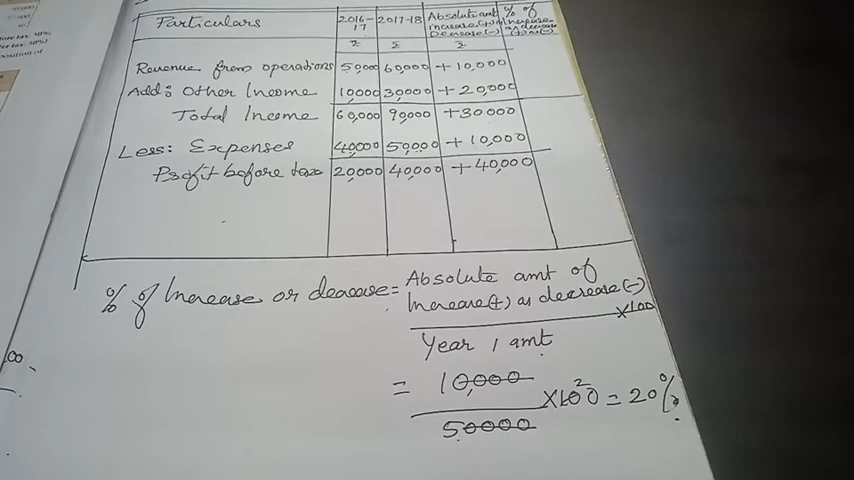 Particulars 2016-17 2017-18 Absolute amt Increase(+) or Decrease(-) % of Increase or decrease (+) or (-)
₹ ₹ ₹
Revenue from operations 50,000 60,000 +10,000
Add: Other Income 10,000 30,000 +20,000
Total Income 60,000 90,000 +30000
Less: Expenses 40,000 50,000 +10,000
Profit before tax 20,000 40,000 +40,000
% of Increase or decrease = Absolute amt of
Increase(+) or decrease(-)
×100
Year 1 amt
= 10,000
×100 2 = 20%
50000